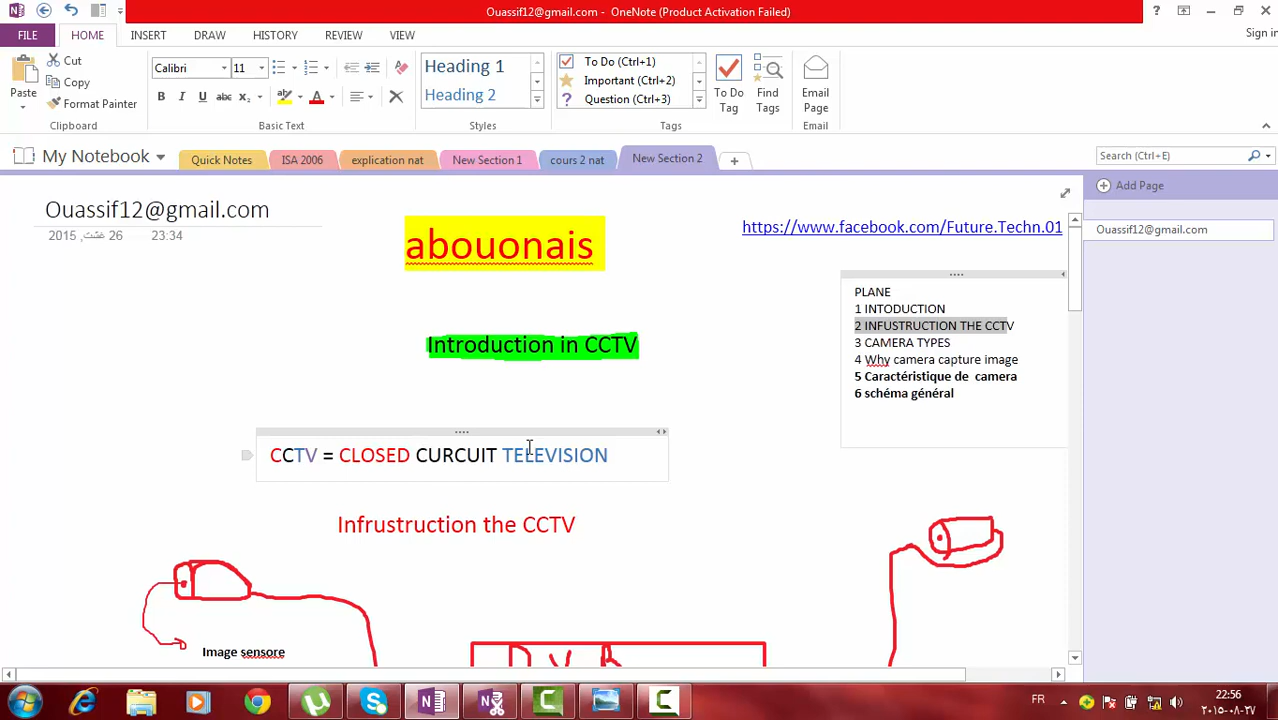 Ouassif12@gmail.com - OneNote (Product Activation Failed)
Sign in
FILE HOME INSERT DRAW HISTORY REVIEW VIEW
Paste
Cut
Copy
Format Painter
Clipboard
Calibri 11
B I U abc X2 A
Basic Text
Heading 1
Heading 2
Styles
To Do (Ctrl+1)
Important (Ctrl+2)
Question (Ctrl+3)
To Do Tag
Find Tags
Tags
Email Page
Email
My Notebook
Quick Notes
ISA 2006
explication nat
New Section 1
cours 2 nat
New Section 2
Search (Ctrl+E)
Add Page
Ouassif12@gmail.com
Ouassif12@gmail.com
26 غشت, 2015 23:34
abouonais
https://www.facebook.com/Future.Techn.01
PLANE
1 INTODUCTION
2 INFUSTRUCTION THE CCTV
3 CAMERA TYPES
4 Why camera capture image
5 Caractéristique de camera
6 schéma général
Introduction in CCTV
CCTV = CLOSED CURCUIT TELEVISION
Infrustruction the CCTV
Image sensore
D V R
FR
22:56
٢٠١٥-٠٨-٢٧